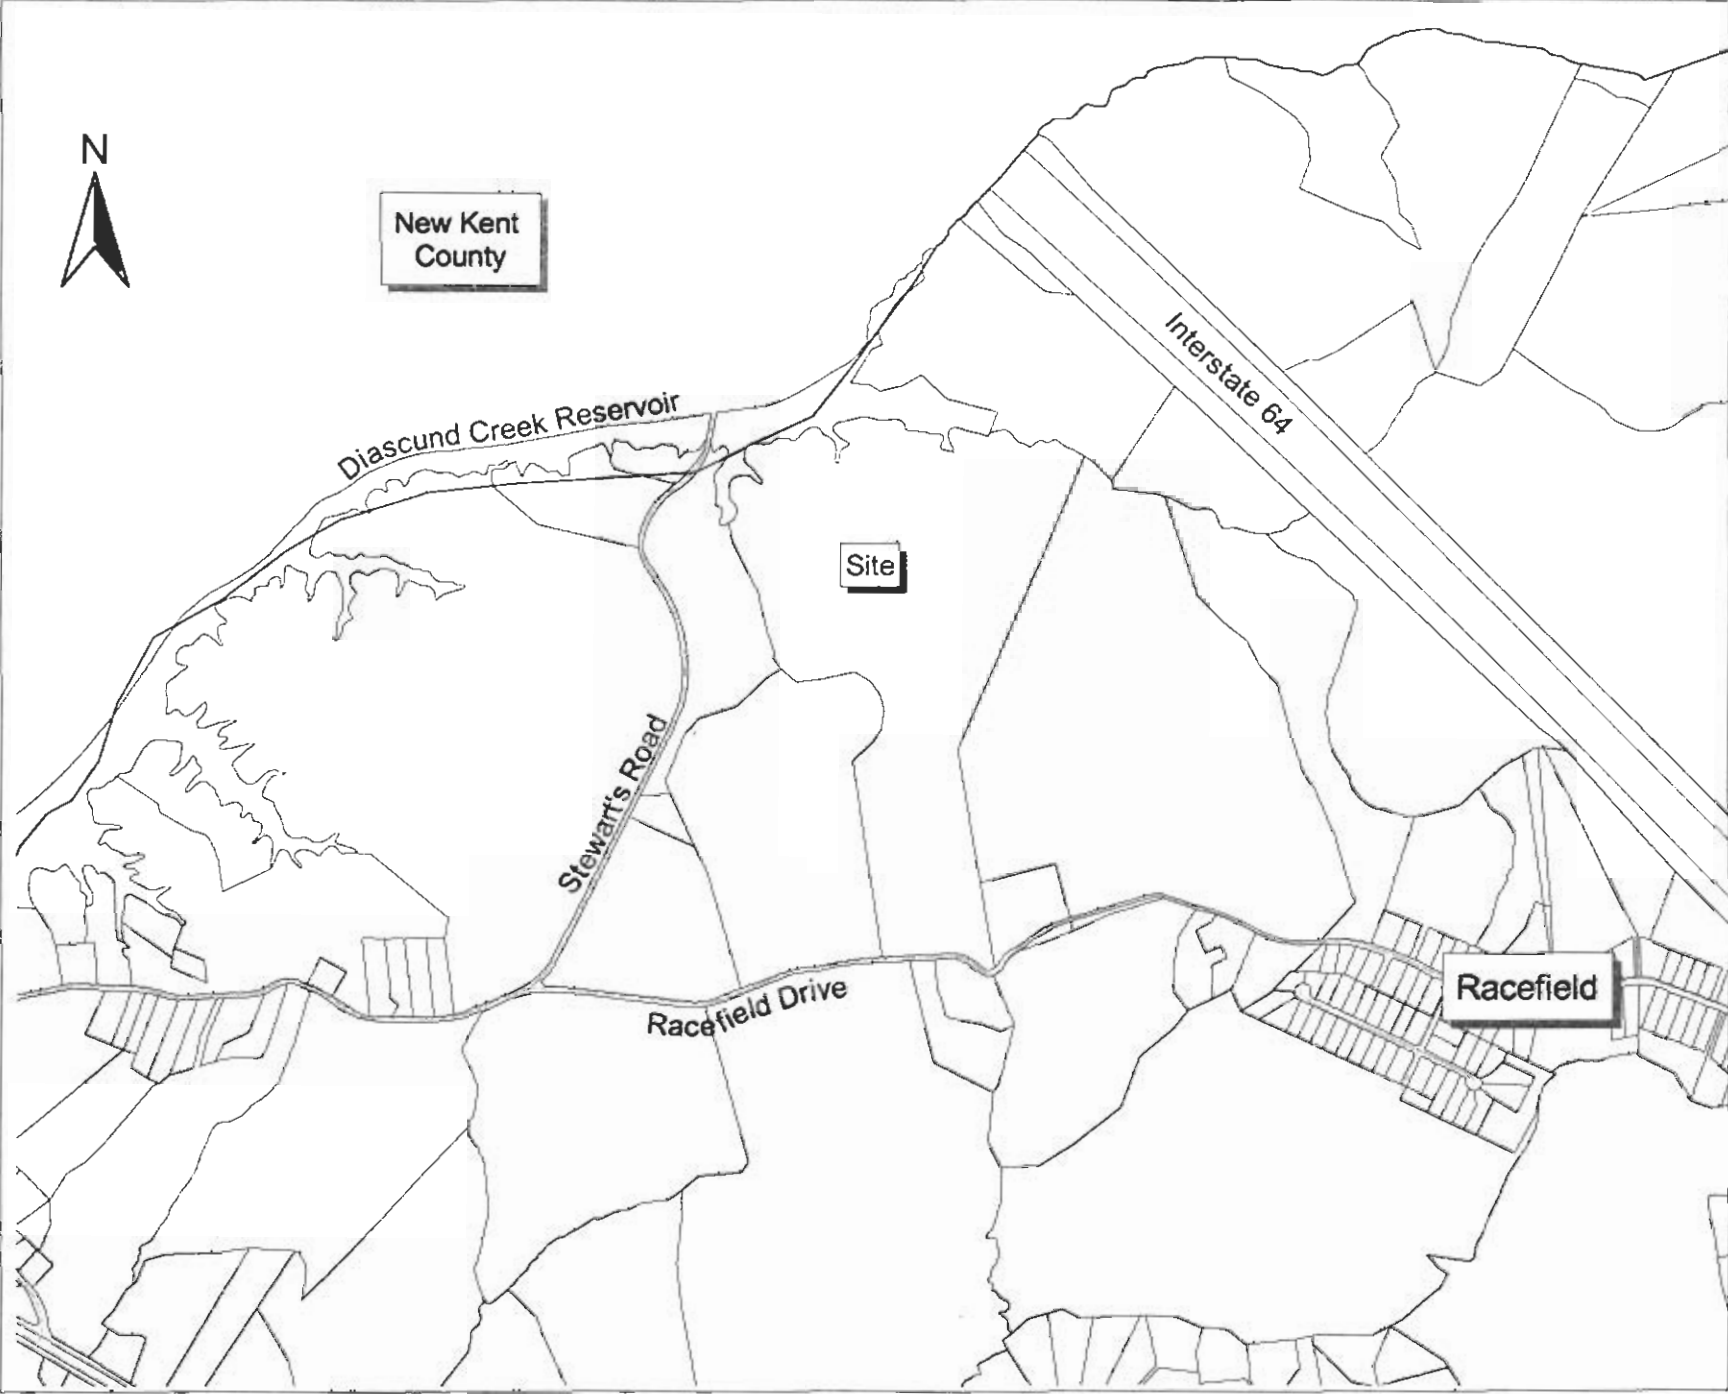 N
New Kent
County
Interstate 64
Diascund Creek Reservoir
Site
Stewart's Road
Racefield
Racefield Drive